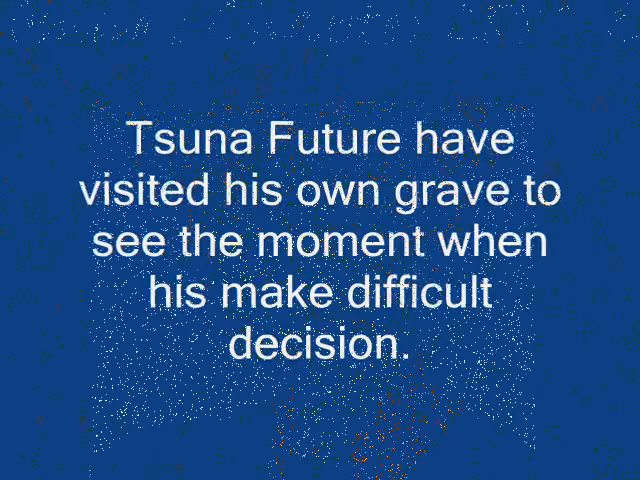 Tsuna Future have
visited his own grave to
see the moment when
his make difficult
decision.